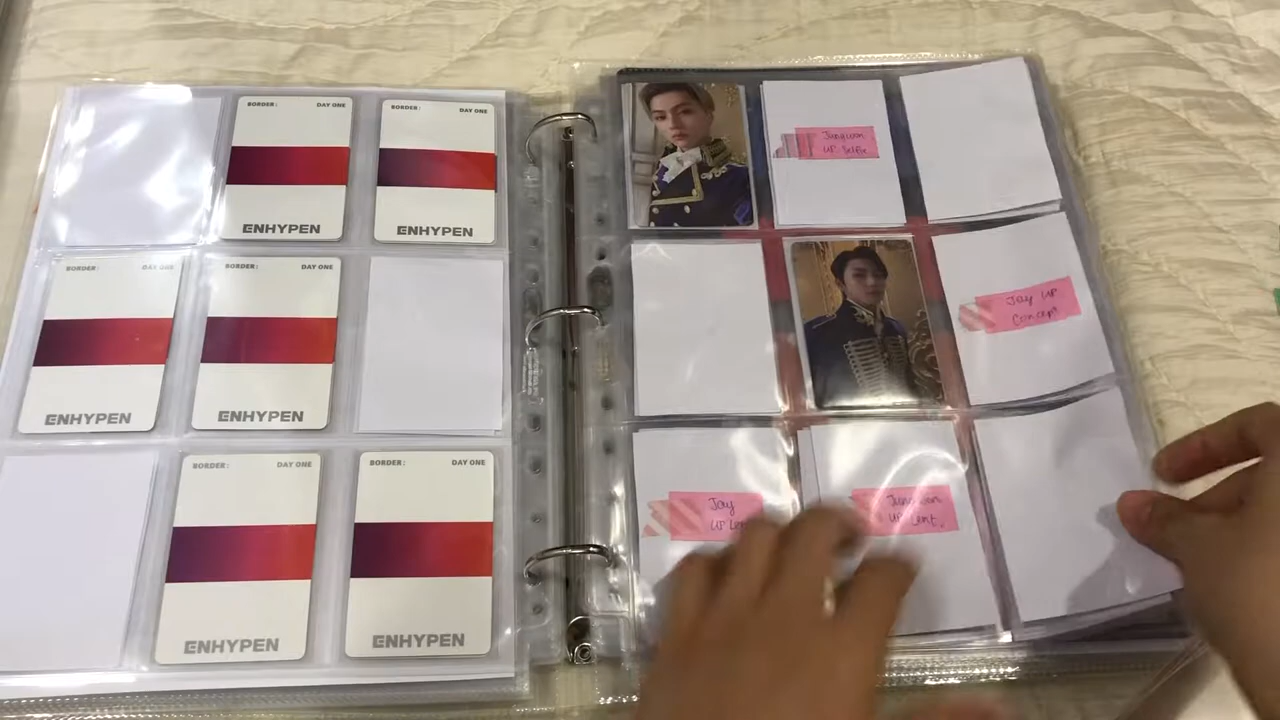 BORDER: DAY ONE
ENHYPEN
BORDER: DAY ONE
ENHYPEN
BORDER: DAY ONE
ENHYPEN
BORDER: DAY ONE
ENHYPEN
BORDER: DAY ONE
ENHYPEN
BORDER: DAY ONE
ENHYPEN
Jungwon
UP Selfie
Jay UP
Concept
Jay
UP
Jungwon
UP Lent.